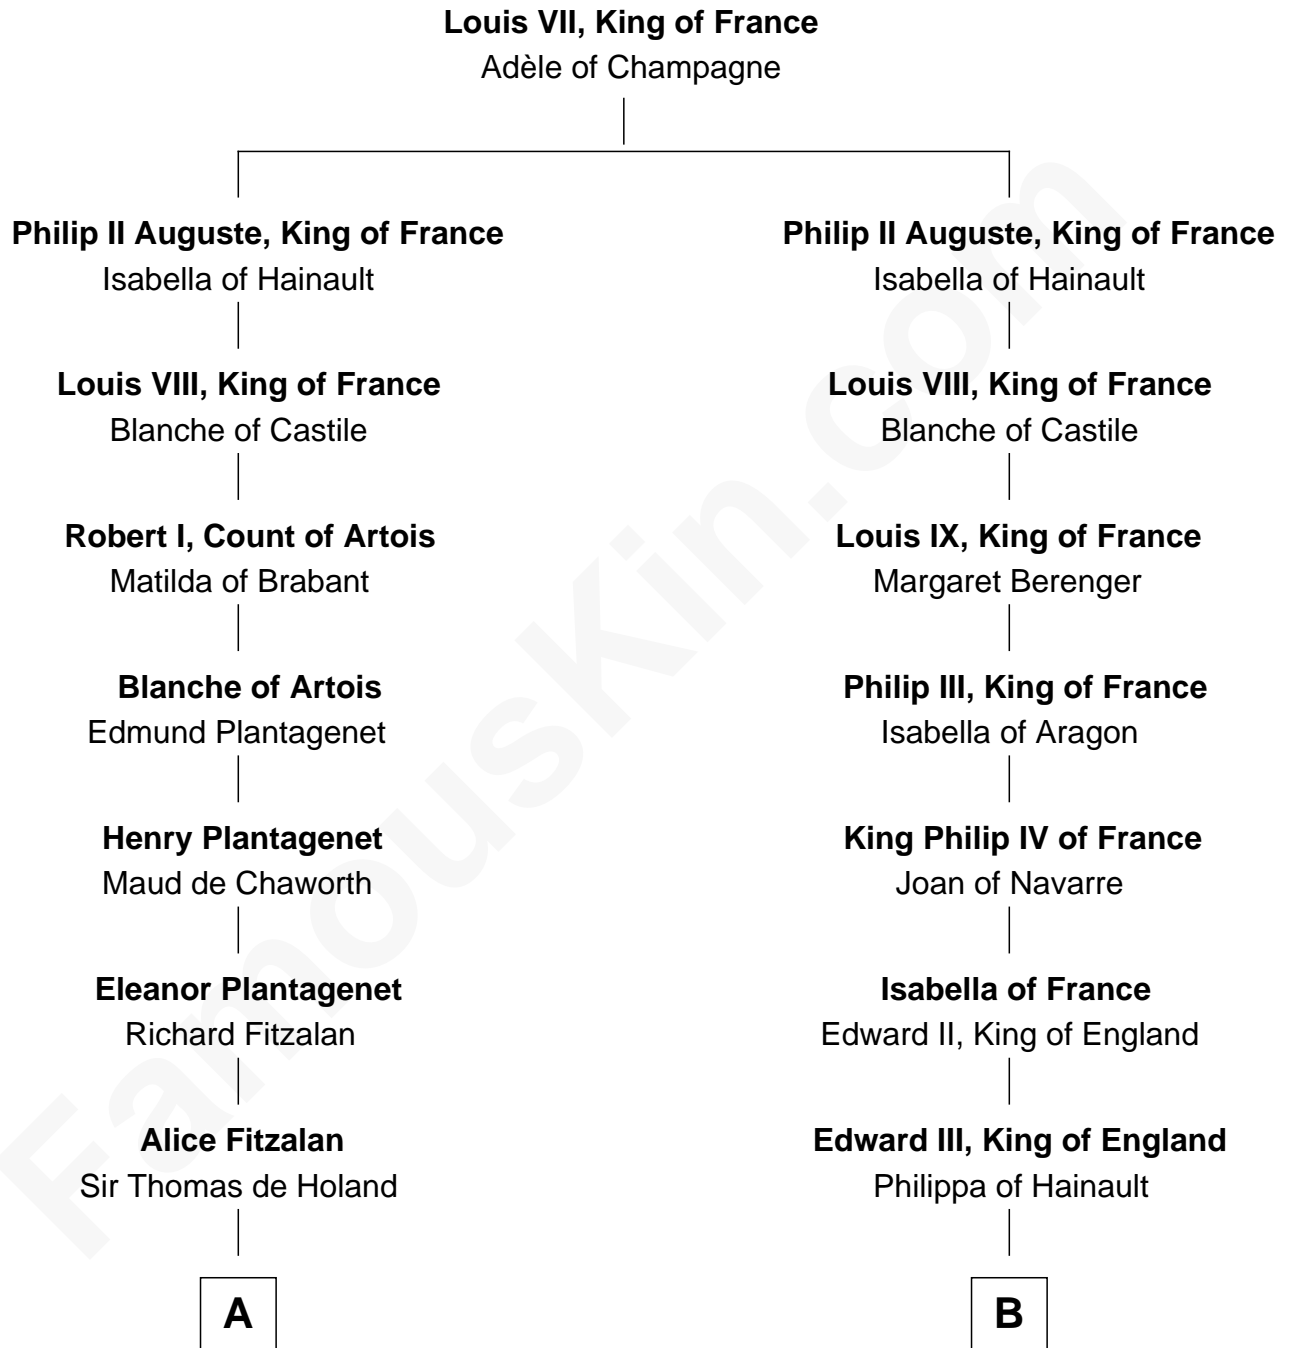 Louis VII, King of France
Adèle of Champagne
Philip II Auguste, King of France
Isabella of Hainault
Louis VIII, King of France
Blanche of Castile
Robert I, Count of Artois
Matilda of Brabant
Blanche of Artois
Edmund Plantagenet
Henry Plantagenet
Maud de Chaworth
Eleanor Plantagenet
Richard Fitzalan
Alice Fitzalan
Sir Thomas de Holand
A
Philip II Auguste, King of France
Isabella of Hainault
Louis VIII, King of France
Blanche of Castile
Louis IX, King of France
Margaret Berenger
Philip III, King of France
Isabella of Aragon
King Philip IV of France
Joan of Navarre
Isabella of France
Edward II, King of England
Edward III, King of England
Philippa of Hainault
B
FamousKin.com